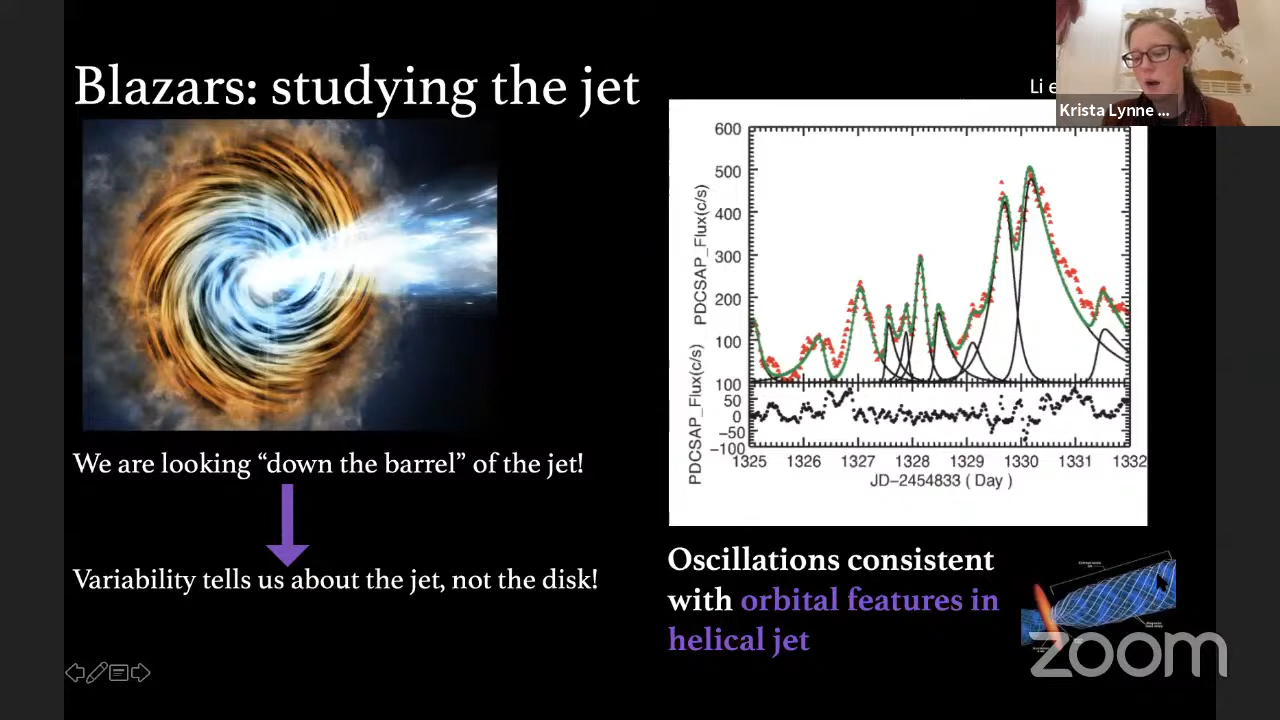 Blazars: studying the jet
Li e
Krista Lynne ...
600
500
400
300
200
100
PDCSAP_Flux(c/s)
100
50
0
−50
−100
PDCSAP_Flux(c/s)
1325 1326 1327 1328 1329 1330 1331 1332
JD-2454833 ( Day )
We are looking “down the barrel” of the jet!
Variability tells us about the jet, not the disk!
Oscillations consistent
with orbital features in
helical jet
zoom